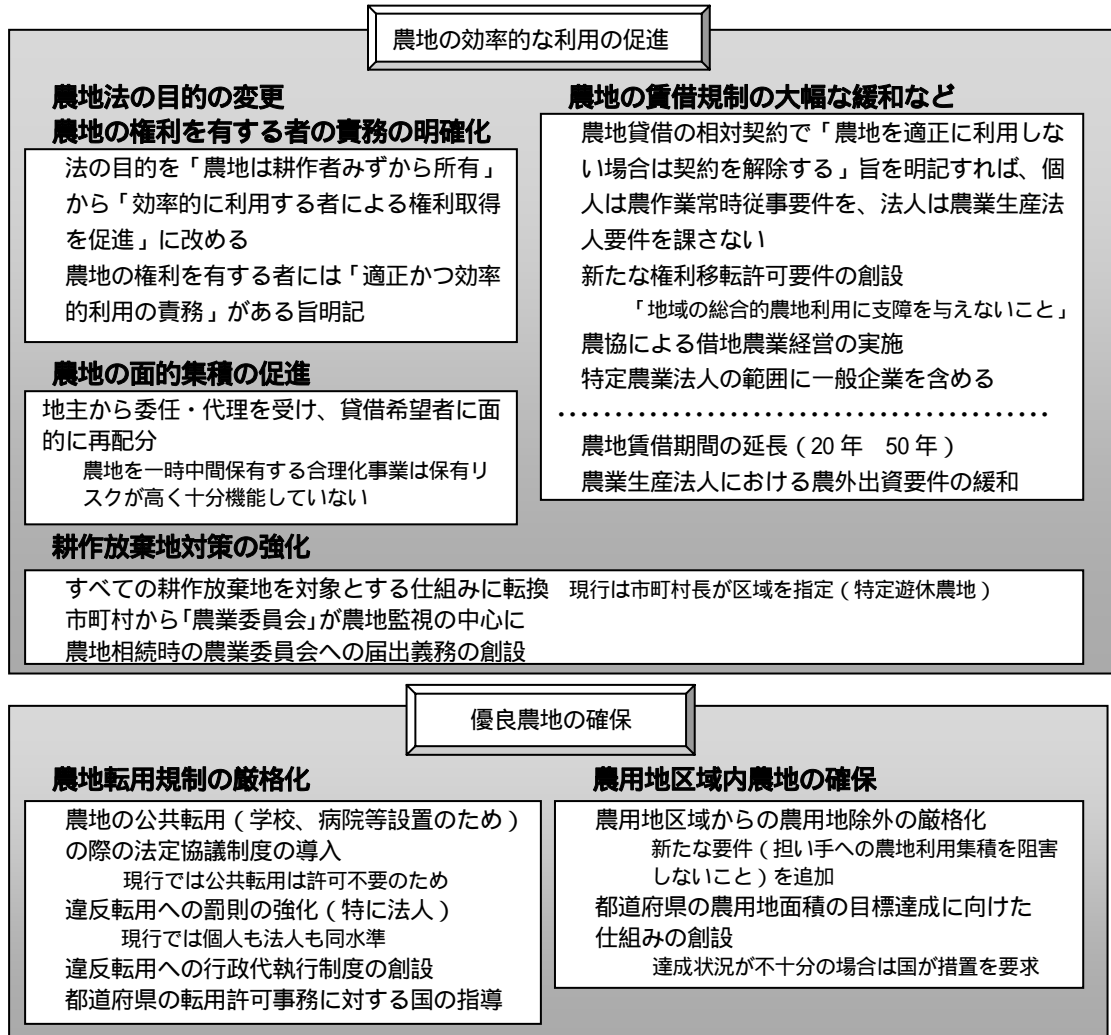 農地の効率的な利用の促進
農地法の目的の変更
農地の権利を有する者の責務の明確化
法の目的を「農地は耕作者みずから所有」
から「効率的に利用する者による権利取得
を促進」に改める
農地の権利を有する者には「適正かつ効率
的利用の責務」がある旨明記
農地の面的集積の促進
地主から委任・代理を受け、貸借希望者に面
的に再配分
農地を一時中間保有する合理化事業は保有リ
スクが高く十分機能していない
農地の賃借規制の大幅な緩和など
農地貸借の相対契約で「農地を適正に利用しな
い場合は契約を解除する」旨を明記すれば、個
人は農作業常時従事要件を、法人は農業生産法
人要件を課さない
新たな権利移転許可要件の創設
「地域の総合的農地利用に支障を与えないこと」
農協による借地農業経営の実施
特定農業法人の範囲に一般企業を含める
農地賃借期間の延長（20年　50年）
農業生産法人における農外出資要件の緩和
耕作放棄地対策の強化
すべての耕作放棄地を対象とする仕組みに転換　現行は市町村長が区域を指定（特定遊休農地）
市町村から「農業委員会」が農地監視の中心に
農地相続時の農業委員会への届出義務の創設
優良農地の確保
農地転用規制の厳格化
農地の公共転用（学校、病院等設置のため）
の際の法定協議制度の導入
現行では公共転用は許可不要のため
違反転用への罰則の強化（特に法人）
現行では個人も法人も同水準
違反転用への行政代執行制度の創設
都道府県の転用許可事務に対する国の指導
農用地区域内農地の確保
農用地区域からの農用地除外の厳格化
新たな要件（担い手への農地利用集積を阻害
しないこと）を追加
都道府県の農用地面積の目標達成に向けた
仕組みの創設
達成状況が不十分の場合は国が措置を要求